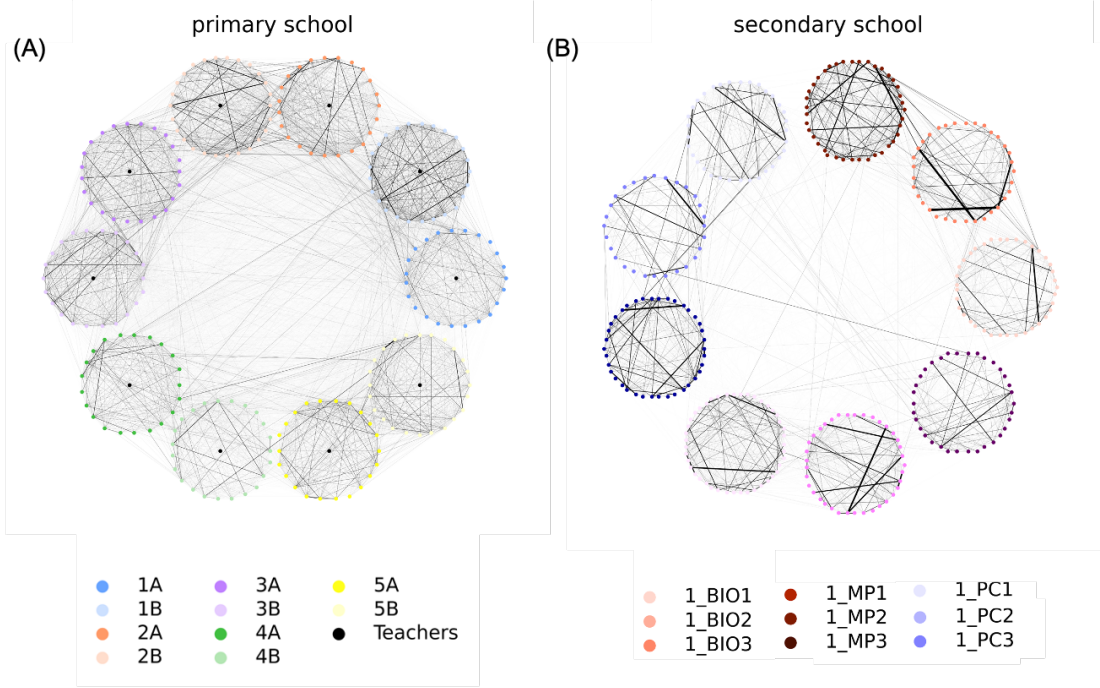 primary school
secondary school
(A)
(B)
1A
1B
2A
2B
3A
3B
4A
4B
5A
5B
Teachers
1_BIO1
1_BIO2
1_BIO3
1_MP1
1_MP2
1_MP3
1_PC1
1_PC2
1_PC3